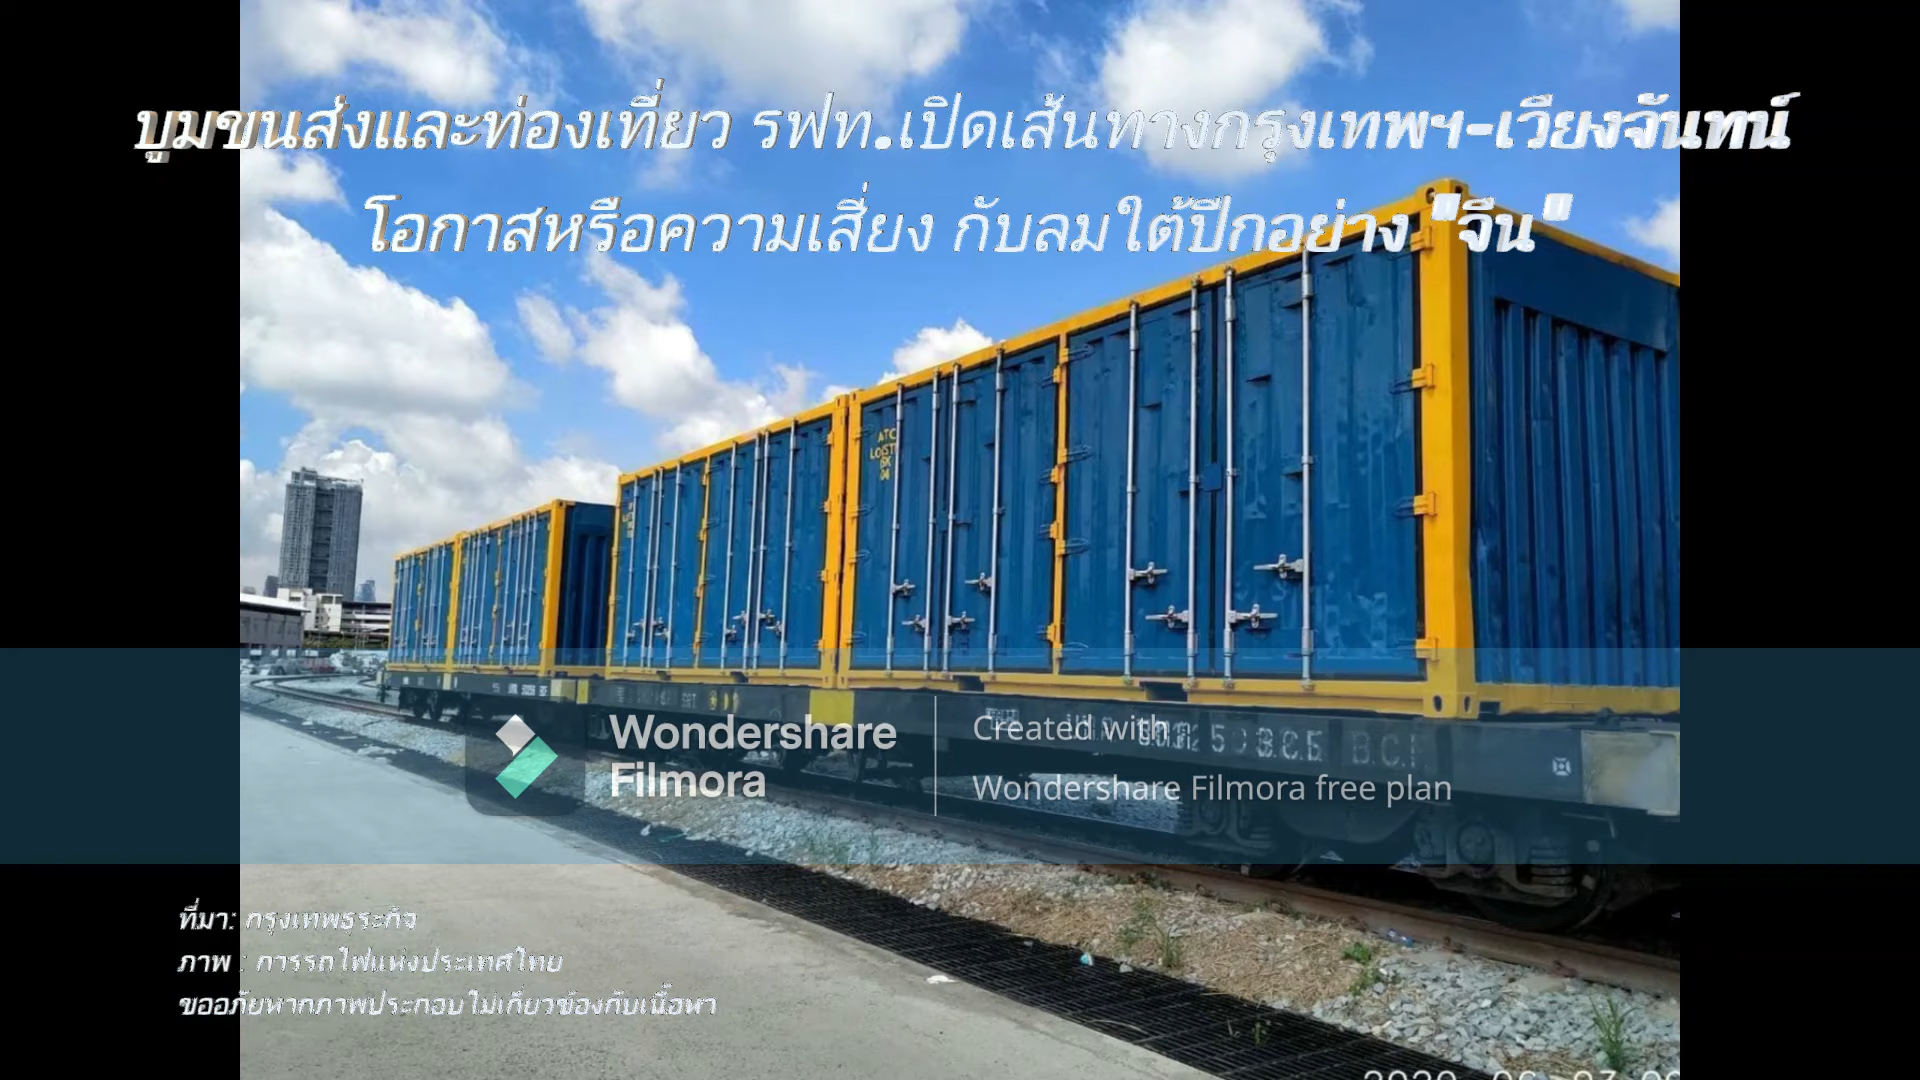 บูมขนส่งและท่องเที่ยว รฟท.เปิดเส้นทางกรุงเทพฯ-เวียงจันทน์
โอกาสหรือความเสี่ยง กับลมใต้ปีกอย่าง "จีน"
ATC
Wondershare
Filmora
Created with
Wondershare Filmora free plan
B.C.F.
ที่มา: กรุงเทพธุระกิจ
ภาพ : การรถไฟแห่งประเทศไทย
ขออภัยหากภาพประกอบไม่เกี่ยวข้องกับเนื้อหา